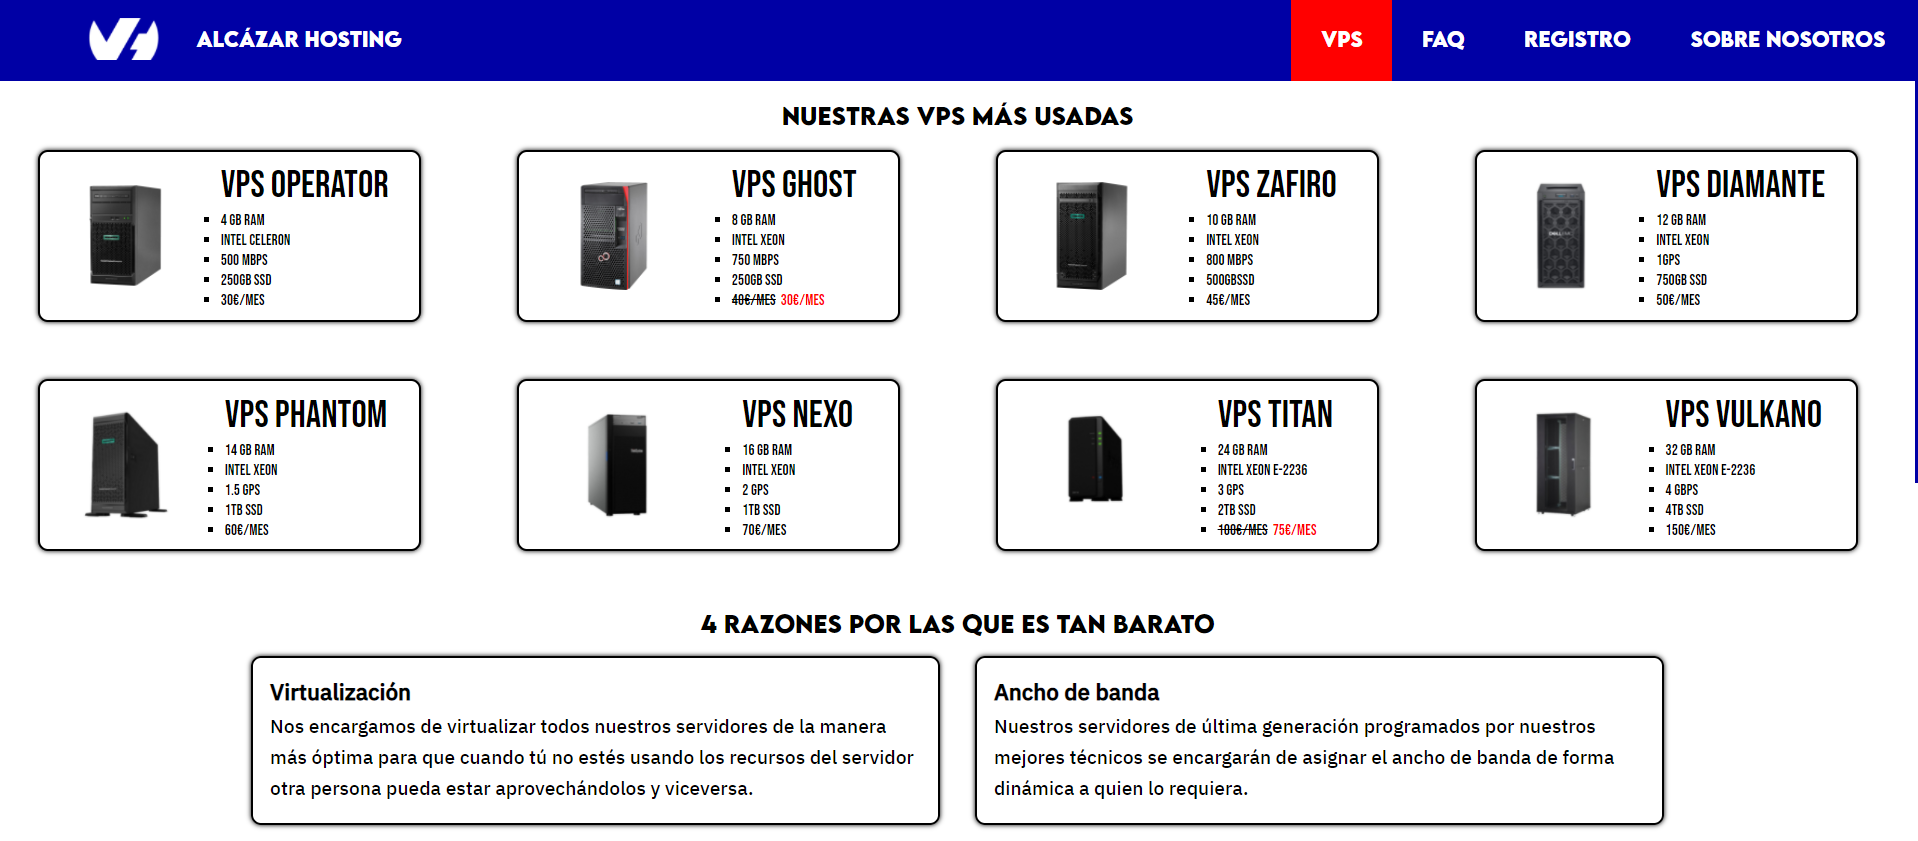 ALCÁZAR HOSTING
VPS
FAQ
REGISTRO
SOBRE NOSOTROS
NUESTRAS VPS MÁS USADAS
VPS OPERATOR
4 GB RAM
INTEL CELERON
500 MBPS
250GB SSD
30€/MES
VPS GHOST
8 GB RAM
INTEL XEON
750 MBPS
250GB SSD
40€/MES 30€/MES
VPS ZAFIRO
10 GB RAM
INTEL XEON
800 MBPS
500GBSSD
45€/MES
VPS DIAMANTE
12 GB RAM
INTEL XEON
1GPS
750GB SSD
50€/MES
VPS PHANTOM
14 GB RAM
INTEL XEON
1.5 GPS
1TB SSD
60€/MES
VPS NEXO
16 GB RAM
INTEL XEON
2 GPS
1TB SSD
70€/MES
VPS TITAN
24 GB RAM
INTEL XEON E-2236
3 GPS
2TB SSD
100€/MES 75€/MES
VPS VULKANO
32 GB RAM
INTEL XEON E-2236
4 GBPS
4TB SSD
150€/MES
4 RAZONES POR LAS QUE ES TAN BARATO
Virtualización
Nos encargamos de virtualizar todos nuestros servidores de la manera
más óptima para que cuando tú no estés usando los recursos del servidor
otra persona pueda estar aprovechándolos y viceversa.
Ancho de banda
Nuestros servidores de última generación programados por nuestros
mejores técnicos se encargarán de asignar el ancho de banda de forma
dinámica a quien lo requiera.